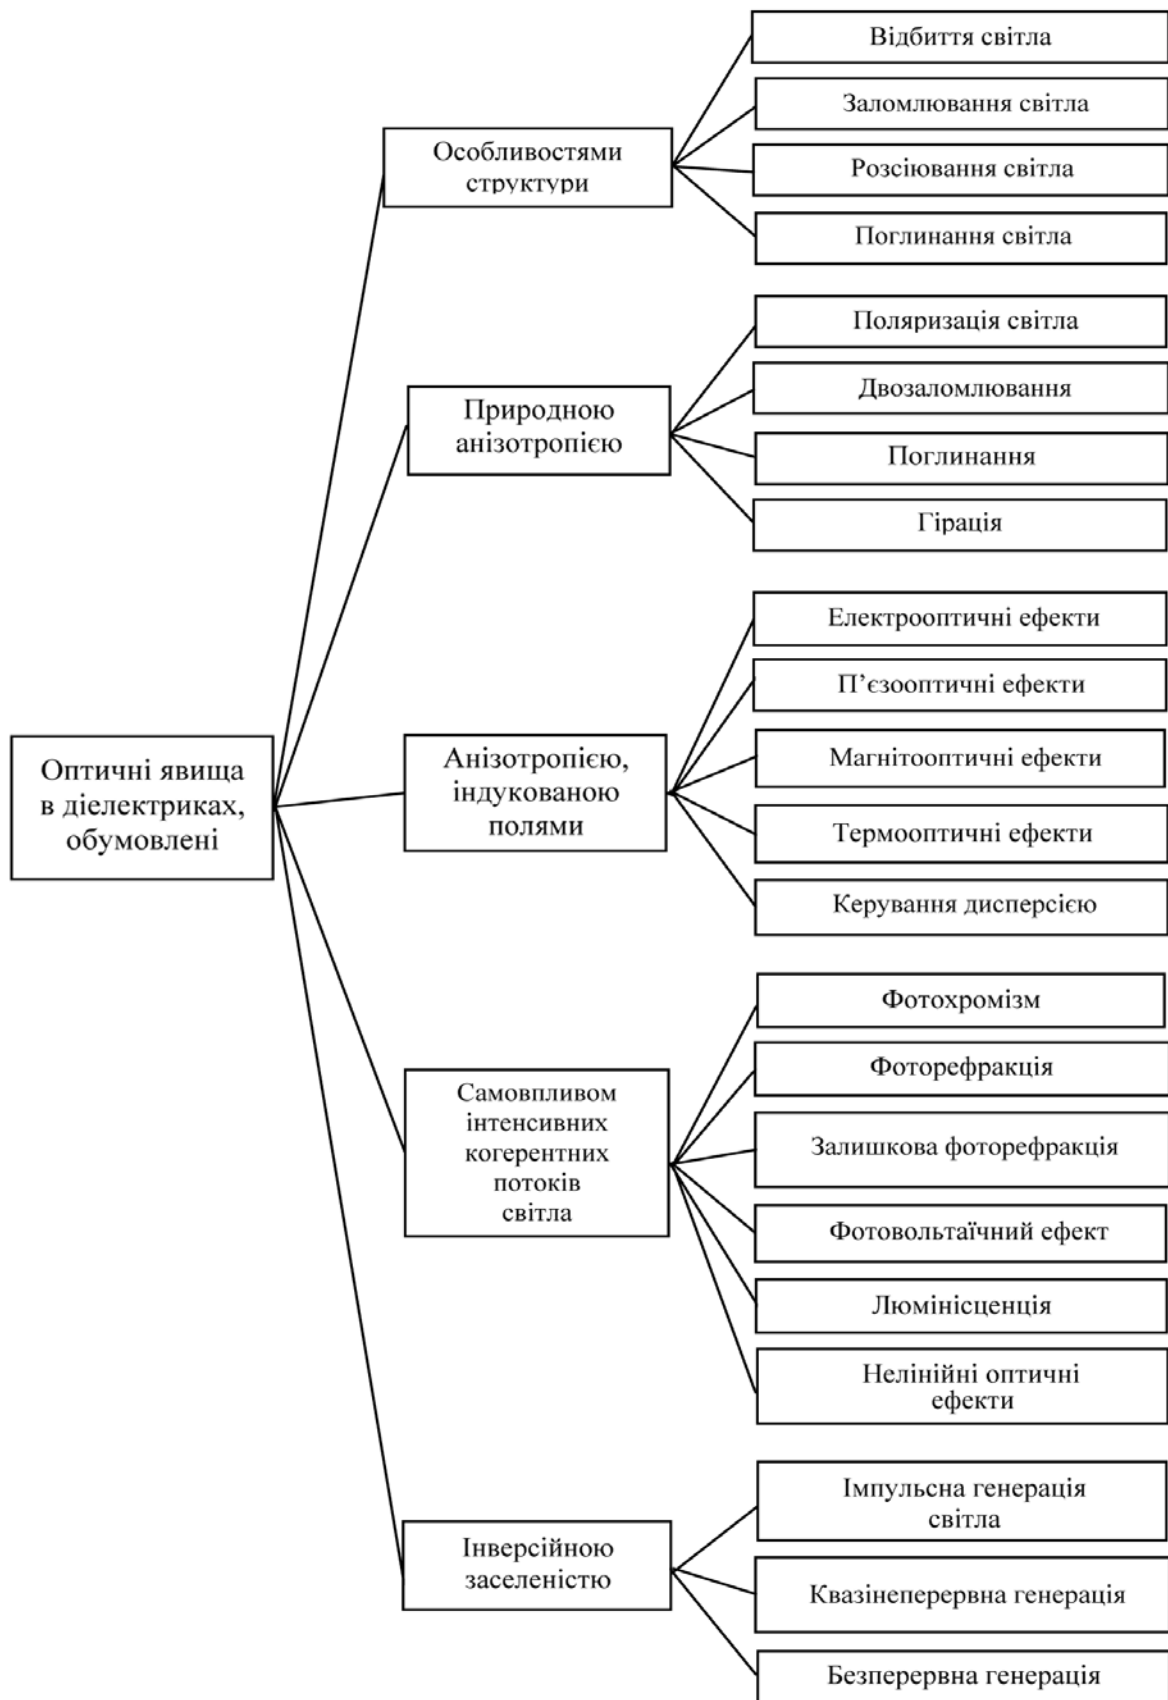 Оптичні явища
в діелектриках,
обумовлені
Особливостями
структури
Відбиття світла
Заломлювання світла
Розсіювання світла
Поглинання світла
Природною
анізотропією
Поляризація світла
Двозаломлювання
Поглинання
Гірація
Анізотропією,
індукованою
полями
Електрооптичні ефекти
П’єзооптичні ефекти
Магнітооптичні ефекти
Термооптичні ефекти
Керування дисперсією
Самовпливом
інтенсивних
когерентних
потоків
світла
Фотохромізм
Фоторефракція
Залишкова фоторефракція
Фотовольтаїчний ефект
Люмінісценція
Нелінійні оптичні
ефекти
Інверсійною
заселеністю
Імпульсна генерація
світла
Квазінеперервна генерація
Безперервна генерація